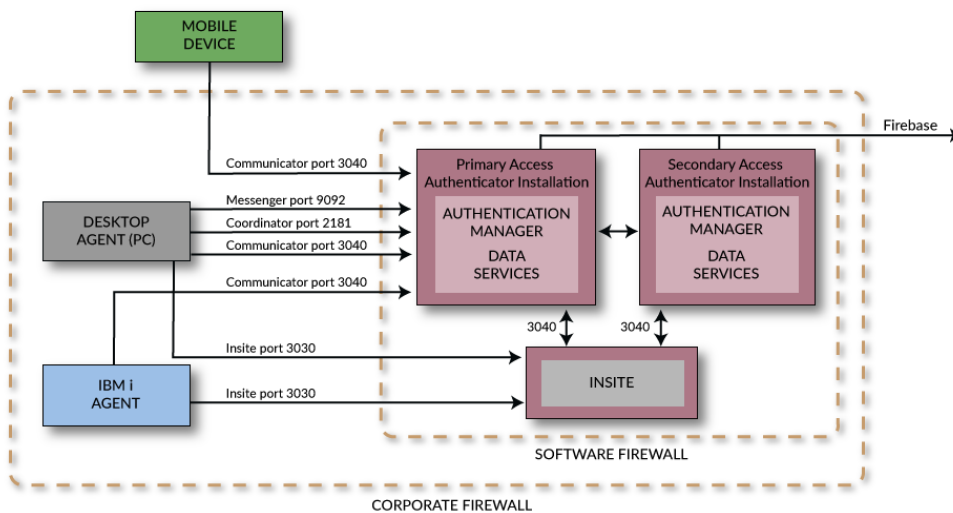 MOBILE
DEVICE
Firebase
Communicator port 3040
Primary Access
Authenticator Installation
Secondary Access
Authenticator Installation
Messenger port 9092
Coordinator port 2181
Communicator port 3040
DESKTOP
AGENT (PC)
AUTHENTICATION
MANAGER
DATA
SERVICES
AUTHENTICATION
MANAGER
DATA
SERVICES
Communicator port 3040
3040
3040
Insite port 3030
IBM i
AGENT
Insite port 3030
INSITE
SOFTWARE FIREWALL
CORPORATE FIREWALL